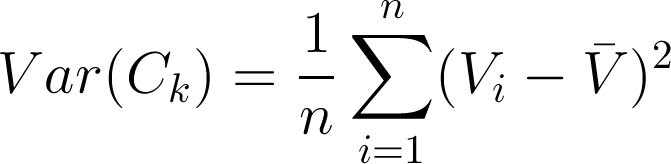 $Var(C_k) = \frac{1}{n} \sum_{i=1}^{n} (V_i - \bar{V})^2$